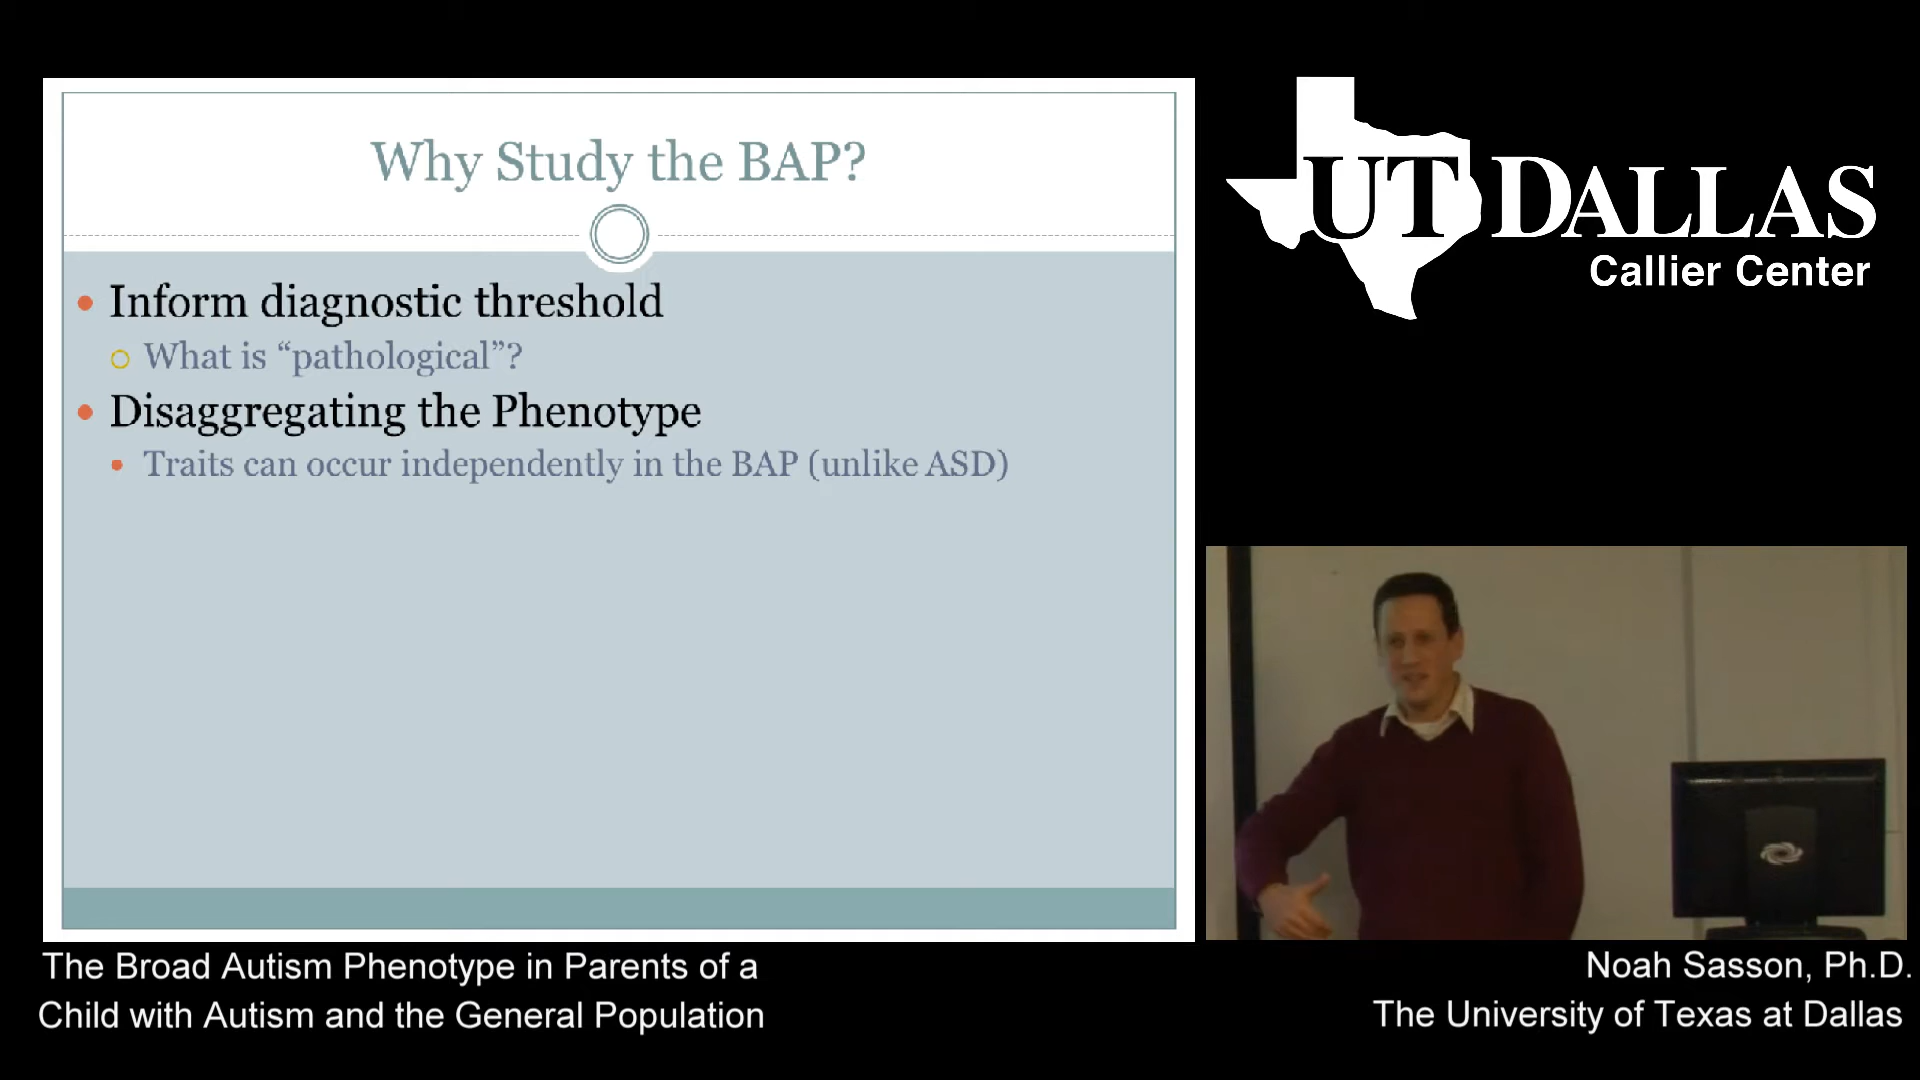 Why Study the BAP?
• Inform diagnostic threshold
○ What is “pathological”?
• Disaggregating the Phenotype
• Traits can occur independently in the BAP (unlike ASD)
UT DALLAS
Callier Center
The Broad Autism Phenotype in Parents of a
Child with Autism and the General Population
Noah Sasson, Ph.D.
The University of Texas at Dallas